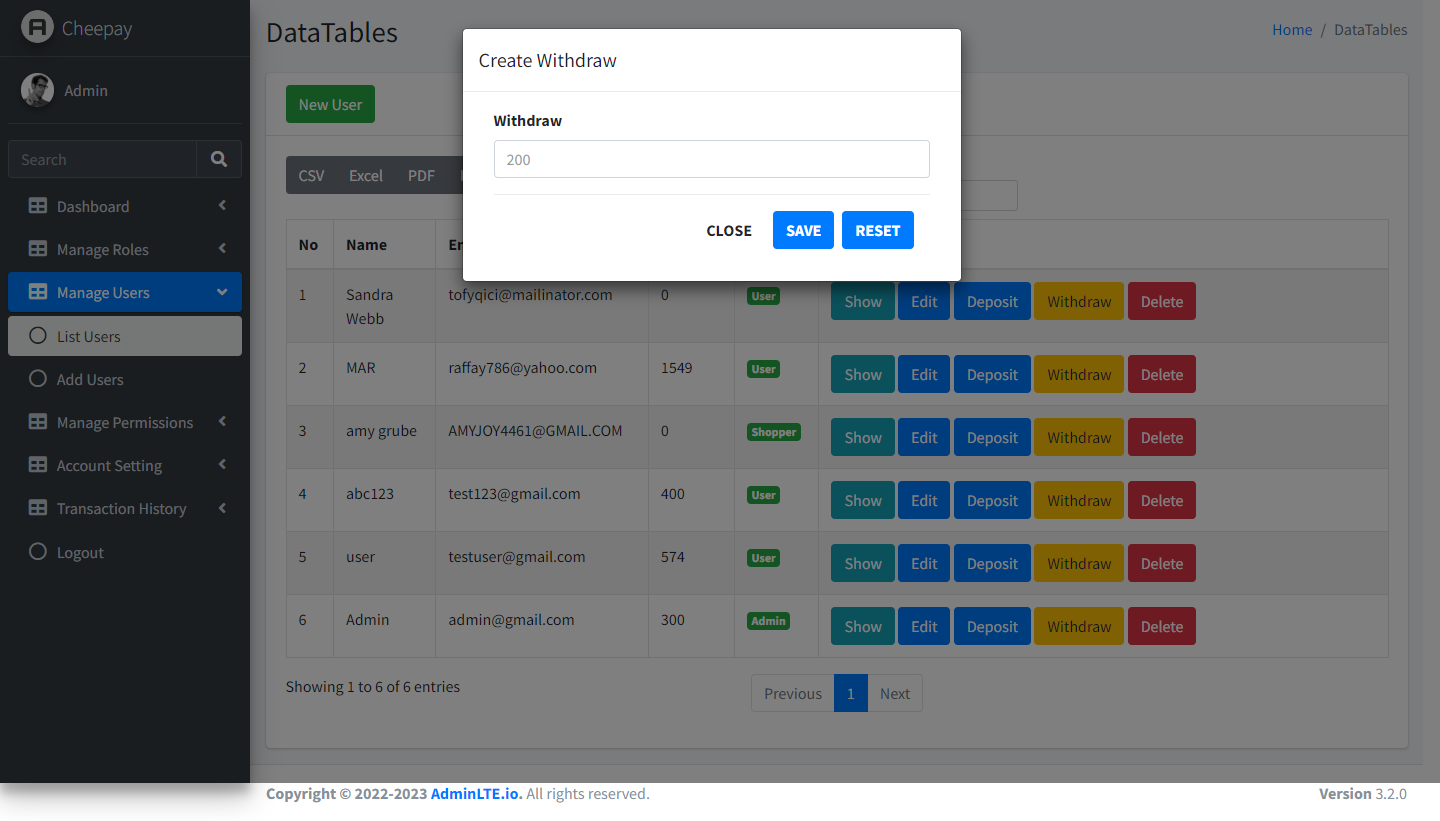 Cheepay
Admin
Search
Dashboard
Manage Roles
Manage Users
List Users
Add Users
Manage Permissions
Account Setting
Transaction History
Logout
DataTables
Home / DataTables
New User
CSV Excel PDF
Create Withdraw
Withdraw
200
CLOSE SAVE RESET
No Name
1 Sandra Webb tofyqici@mailinator.com 0 User Show Edit Deposit Withdraw Delete
2 MAR raffay786@yahoo.com 1549 User Show Edit Deposit Withdraw Delete
3 amy grube AMYJOY4461@GMAIL.COM 0 Shopper Show Edit Deposit Withdraw Delete
4 abc123 test123@gmail.com 400 User Show Edit Deposit Withdraw Delete
5 user testuser@gmail.com 574 User Show Edit Deposit Withdraw Delete
6 Admin admin@gmail.com 300 Admin Show Edit Deposit Withdraw Delete
Showing 1 to 6 of 6 entries
Previous 1 Next
Copyright © 2022-2023 AdminLTE.io. All rights reserved.
Version 3.2.0